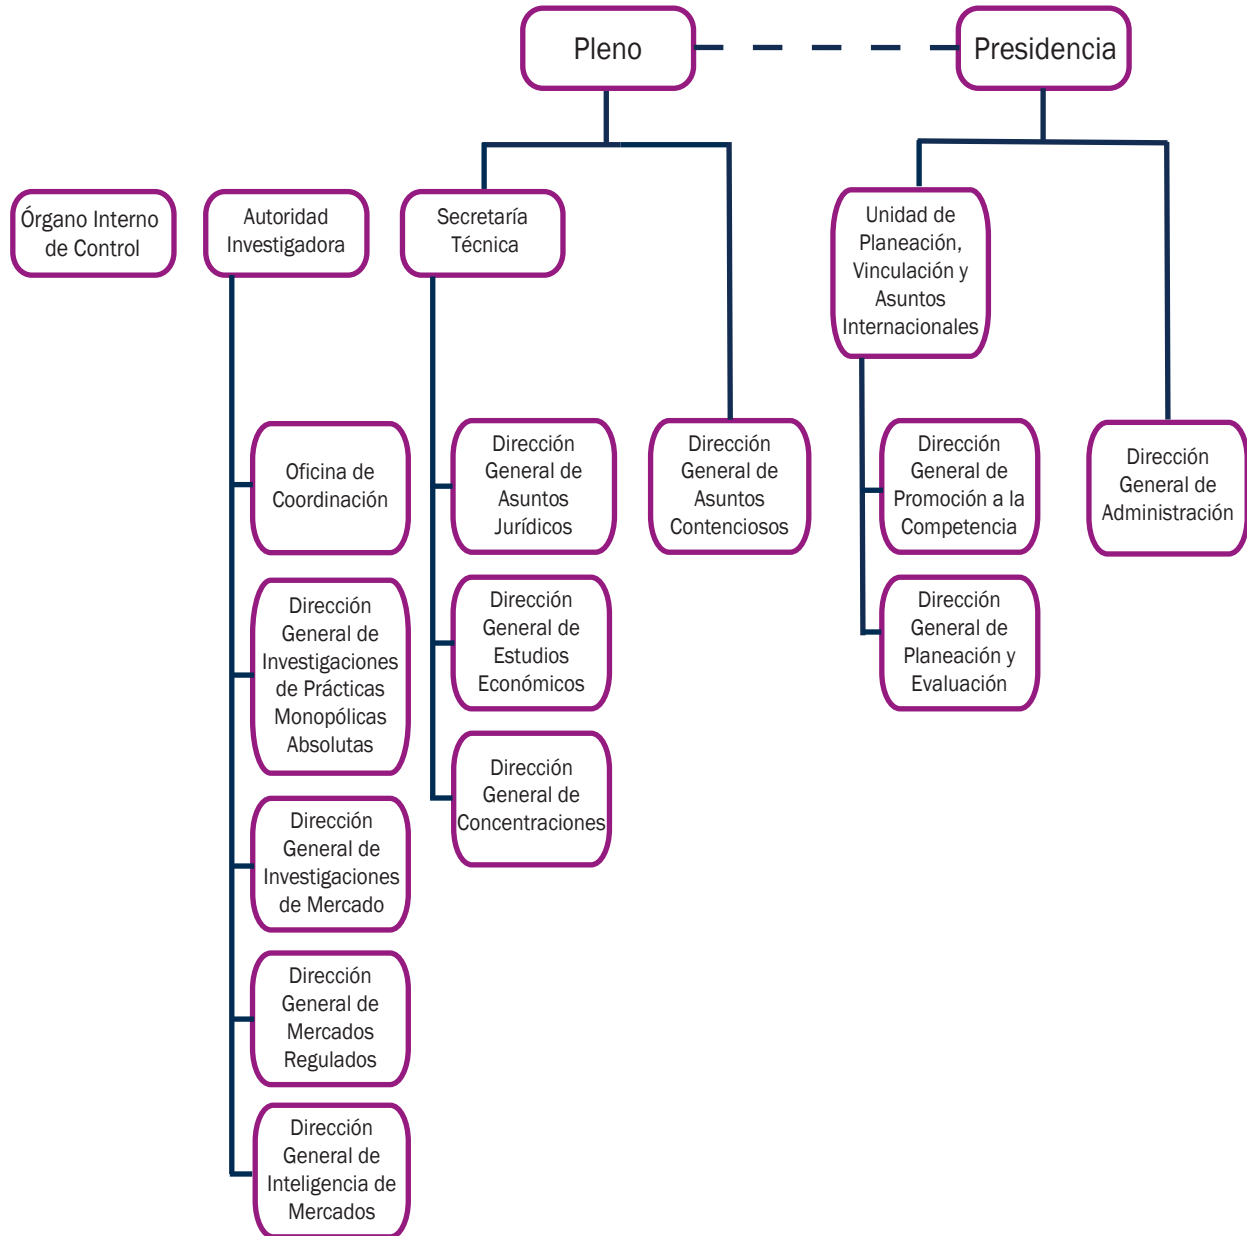 Pleno
Presidencia
Órgano Interno
de Control
Autoridad
Investigadora
Secretaría
Técnica
Unidad de
Planeación,
Vinculación y
Asuntos
Internacionales
Oficina de
Coordinación
Dirección
General de
Asuntos
Jurídicos
Dirección
General de
Asuntos
Contenciosos
Dirección
General de
Promoción a la
Competencia
Dirección
General de
Administración
Dirección
General de
Investigaciones
de Prácticas
Monopólicas
Absolutas
Dirección
General de
Estudios
Económicos
Dirección
General de
Planeación y
Evaluación
Dirección
General de
Concentraciones
Dirección
General de
Investigaciones
de Mercado
Dirección
General de
Mercados
Regulados
Dirección
General de
Inteligencia de
Mercados